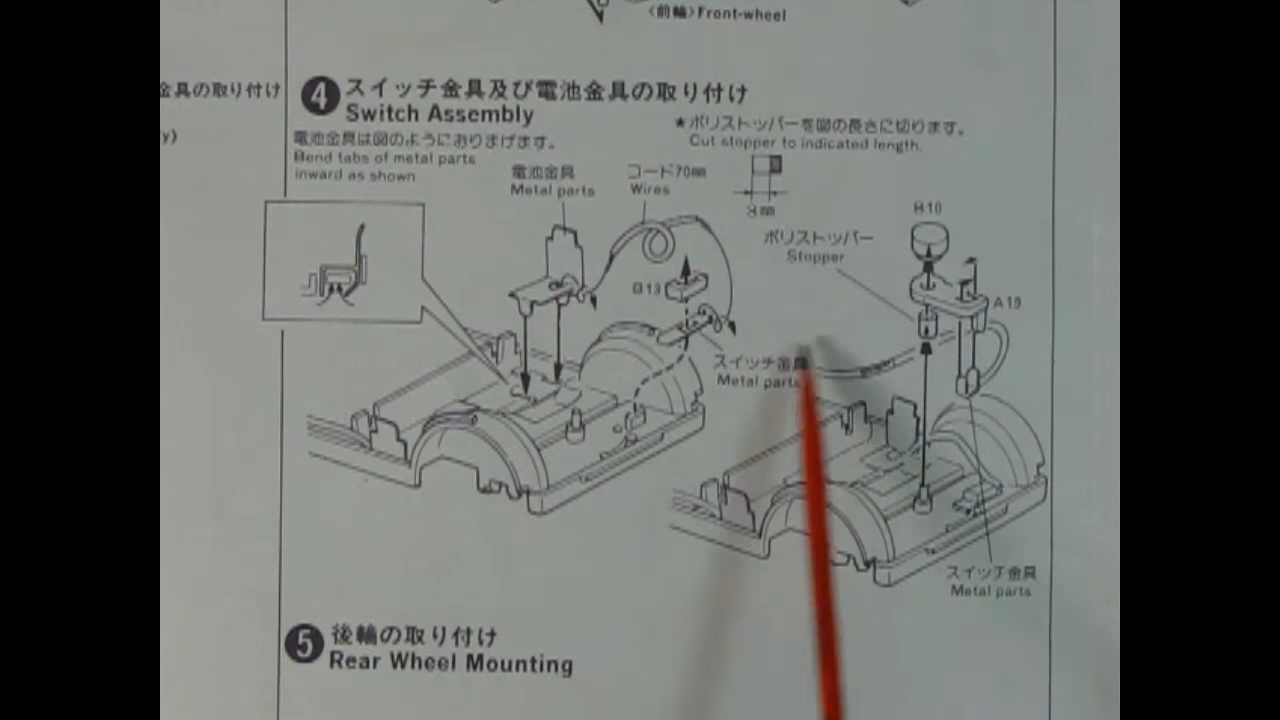 〈前輪〉Front-wheel
金具の取り付け
y)
4 スイッチ金具及び電池金具の取り付け
Switch Assembly
電池金具は図のようにおりまげます。
Bend tabs of metal parts
inward as shown
★ポリストッパーを図の長さに切ります。
Cut stopper to indicated length.
3mm
電池金具
Metal parts
コード70mm
Wires
B13
スイッチ金具
Metal parts
ポリストッパー
Stopper
B10
A19
スイッチ金具
Metal parts
5 後輪の取り付け
Rear Wheel Mounting